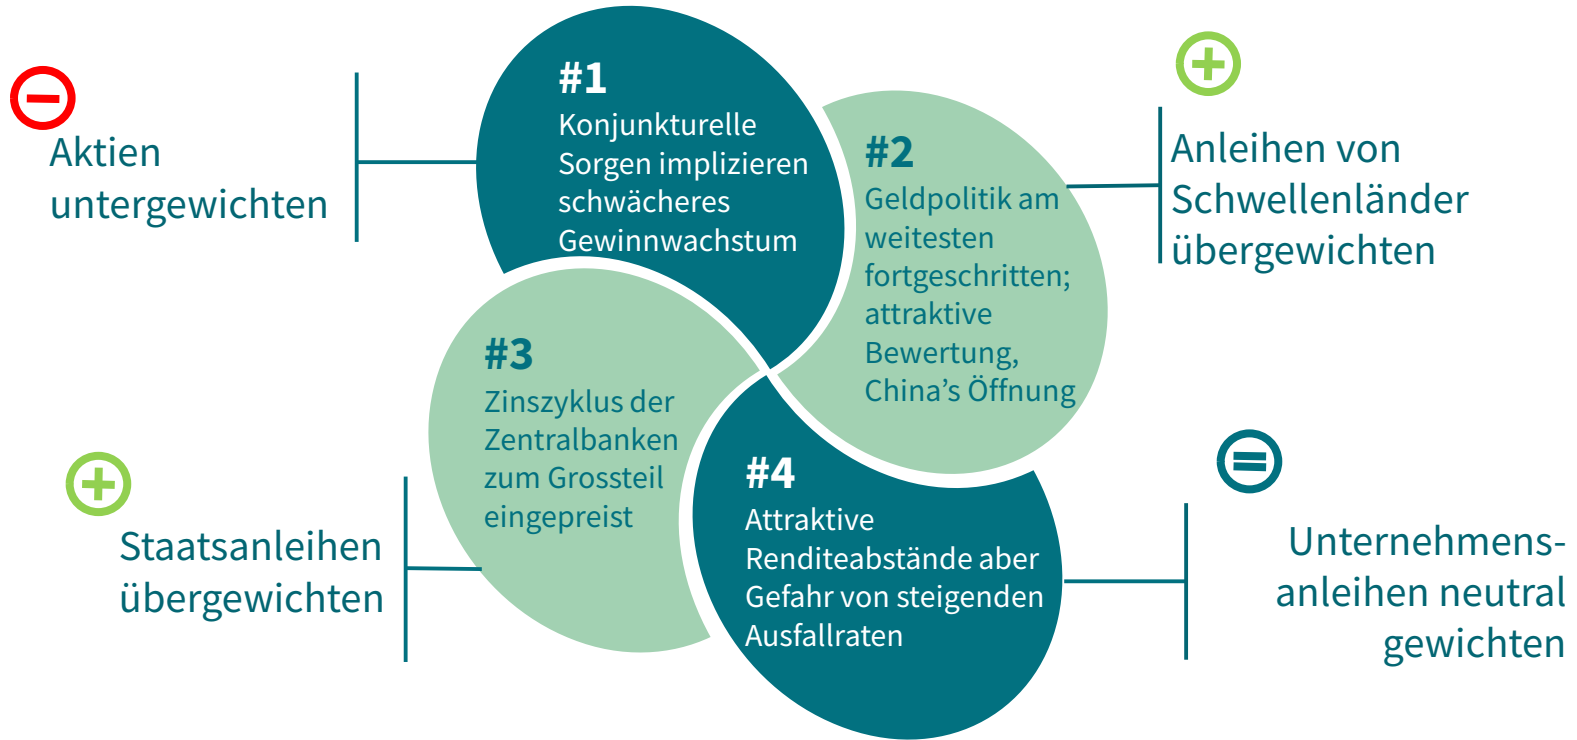 Aktien
untergewichten
#1
Konjunkturelle
Sorgen implizieren
schwächeres
Gewinnwachstum
#2
Geldpolitik am
weitesten
fortgeschritten;
attraktive
Bewertung,
China’s Öffnung
Anleihen von
Schwellenländer
übergewichten
#3
Zinszyklus der
Zentralbanken
zum Grossteil
eingepreist
Staatsanleihen
übergewichten
#4
Attraktive
Renditeabstände aber
Gefahr von steigenden
Ausfallraten
Unternehmens-
anleihen neutral
gewichten